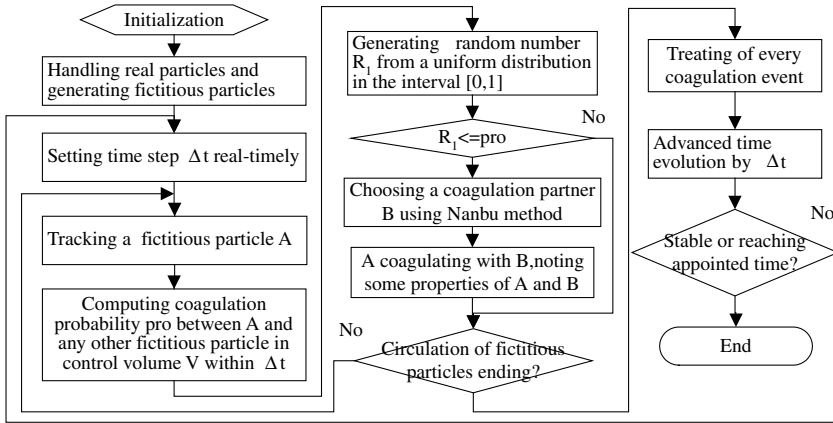 Initialization
Handling real particles and
generating fictitious particles
Setting time step Δt real-timely
Tracking a fictitious particle A
Computing coagulation
probability pro between A and
any other fictitious particle in
control volume V within Δt
Generating random number
R1 from a uniform distribution
in the interval [0,1]
No
R1<=pro
Choosing a coagulation partner
B using Nanbu method
A coagulating with B,noting
some properties of A and B
No
Circulation of fictitious
particles ending?
Treating of every
coagulation event
Advanced time
evolution by Δt
No
Stable or reaching
appointed time?
End